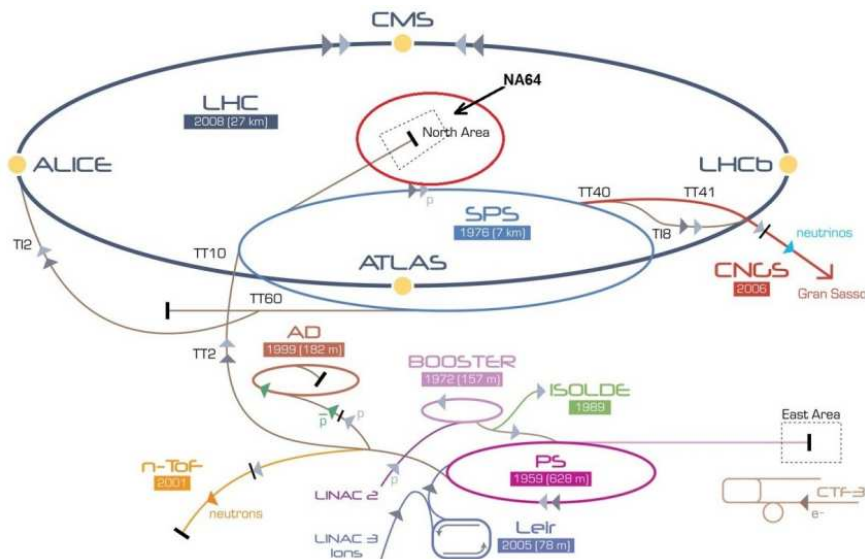 CMS
NA64
LHC
2008 (27 km)
North Area
ALICE
LHCb
p
TT40
TT41
SPS
1976 (7 km)
TI2
TT10
TI8
neutrinos
ATLAS
CNGS
2006
Gran Sasso
TT60
AD
1999 (182 m)
TT2
BOOSTER
1972 (157 m)
ISOLDE
1989
p̅
p
East Area
n-ToF
2001
p
LINAC 2
PS
1959 (628 m)
neutrons
CTF-3
e-
LINAC 3
Ions
LeIr
2005 (78 m)